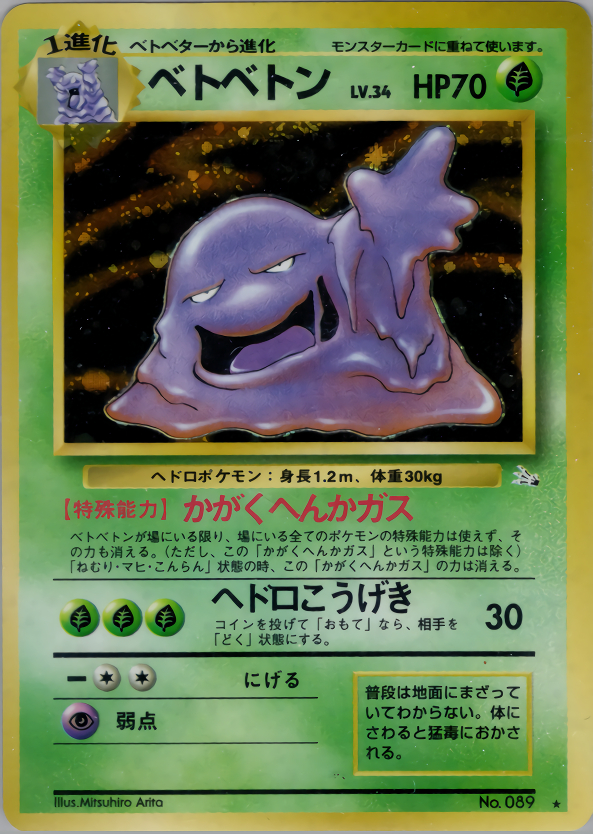 1進化 ベトベターから進化 モンスターカードに重ねて使います。
ベトベトン LV.34 HP70
ヘドロポケモン：身長1.2m、体重30kg
【特殊能力】 かがくへんかガス
ベトベトンが場にいる限り、場にいる全てのポケモンの特殊能力は使えず、そ
の力も消える。（ただし、この「かがくへんかガス」という特殊能力は除く）
「ねむり・マヒ・こんらん」状態の時、この「かがくへんかガス」の力は消える。
ヘドロこうげき 30
コインを投げて「おもて」なら、相手を
「どく」状態にする。
にげる
弱点
普段は地面にまざって
いてわからない。体に
さわると猛毒におかさ
れる。
Illus.Mitsuhiro Arita
No. 089 ★